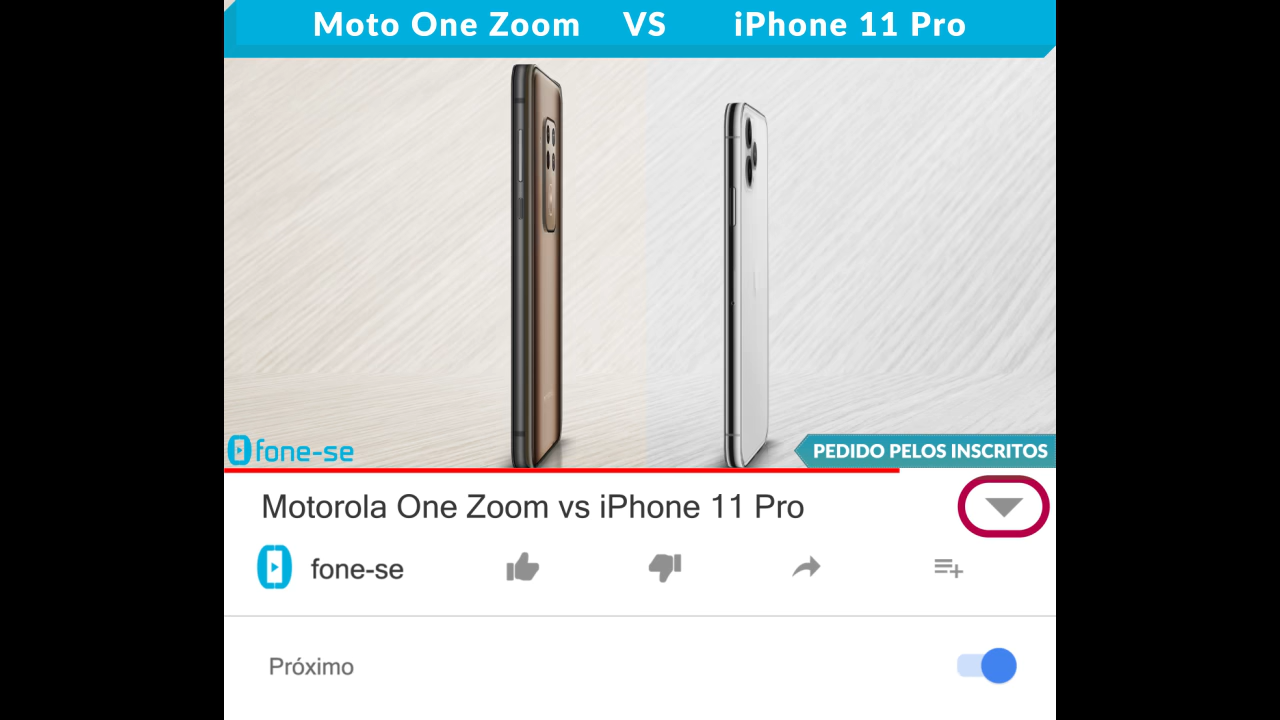 Moto One Zoom VS iPhone 11 Pro
fone-se
PEDIDO PELOS INSCRITOS
Motorola One Zoom vs iPhone 11 Pro
fone-se
Próximo